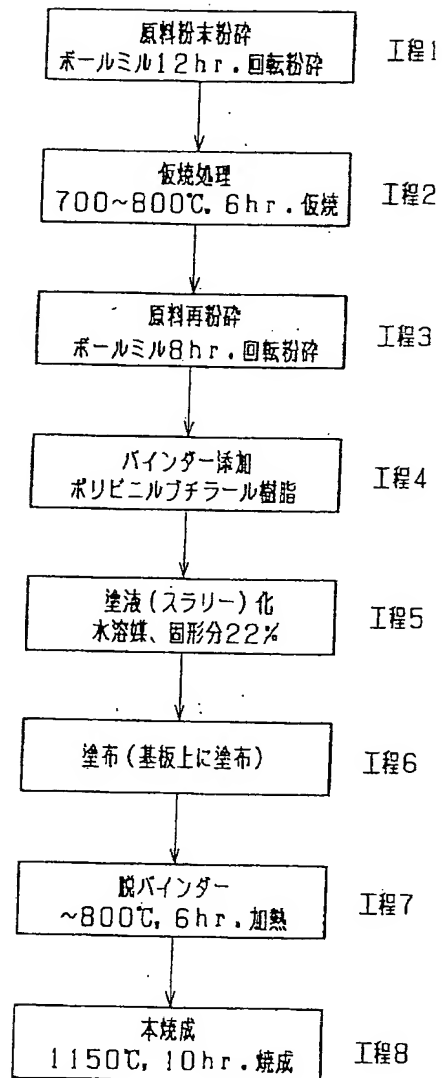 原料粉末粉砕
ボールミル12hr.回転粉砕
工程1
仮焼処理
700~800℃, 6hr.仮焼
工程2
原料再粉砕
ボールミル8hr.回転粉砕
工程3
バインダー添加
ポリビニルブチラール樹脂
工程4
塗液(スラリー)化
水溶媒、固形分22%
工程5
塗布(基板上に塗布)
工程6
脱バインダー
~800℃, 6hr.加熱
工程7
本焼成
1150℃, 10hr.焼成
工程8